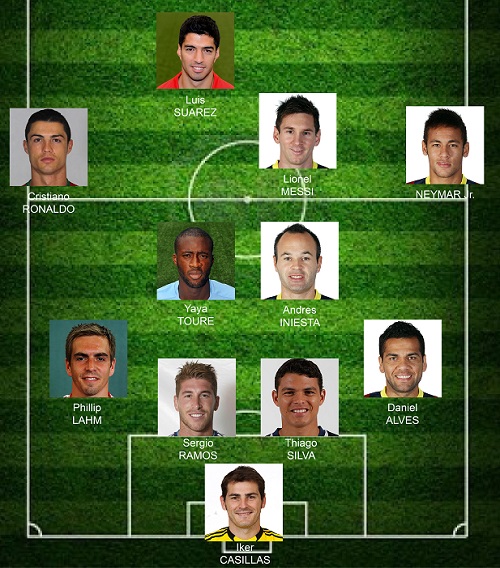 Luis
SUAREZ
Lionel
MESSI
Cristiano
RONALDO
NEYMAR Jr.
Yaya
TOURE
Andres
INIESTA
Phillip
LAHM
Daniel
ALVES
Sergio
RAMOS
Thiago
SILVA
Iker
CASILLAS